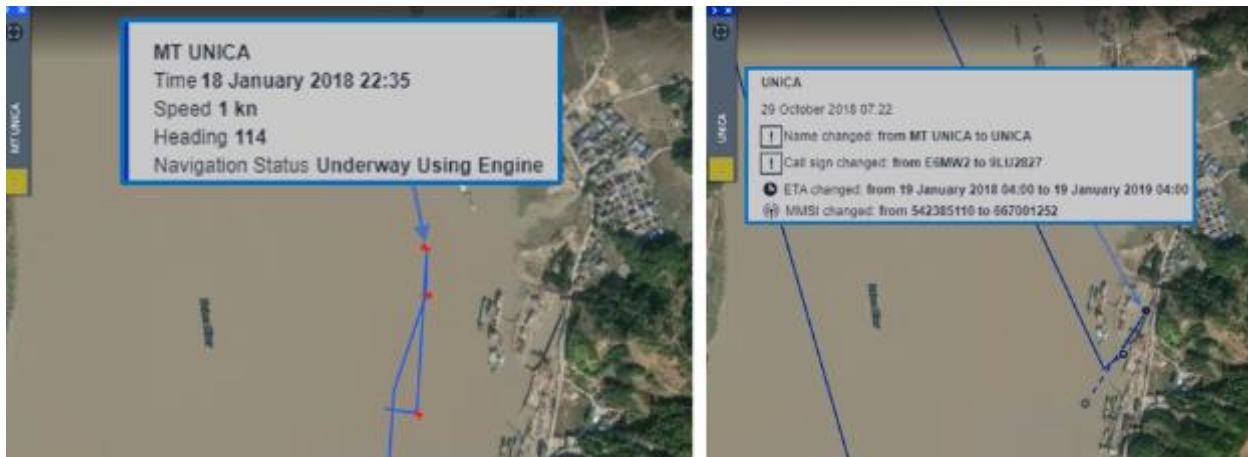 MT UNICA
MT UNICA
Time 18 January 2018 22:35
Speed 1 kn
Heading 114
Navigation Status Underway Using Engine
UNICA
UNICA
29 October 2018 07.22
! Name changed: from MT UNICA to UNICA
! Call sign changed: from E6MW2 to 9LU2827
ETA changed: from 19 January 2018 04:00 to 19 January 2019 04:00
MMSI changed: from 542385110 to 667001252